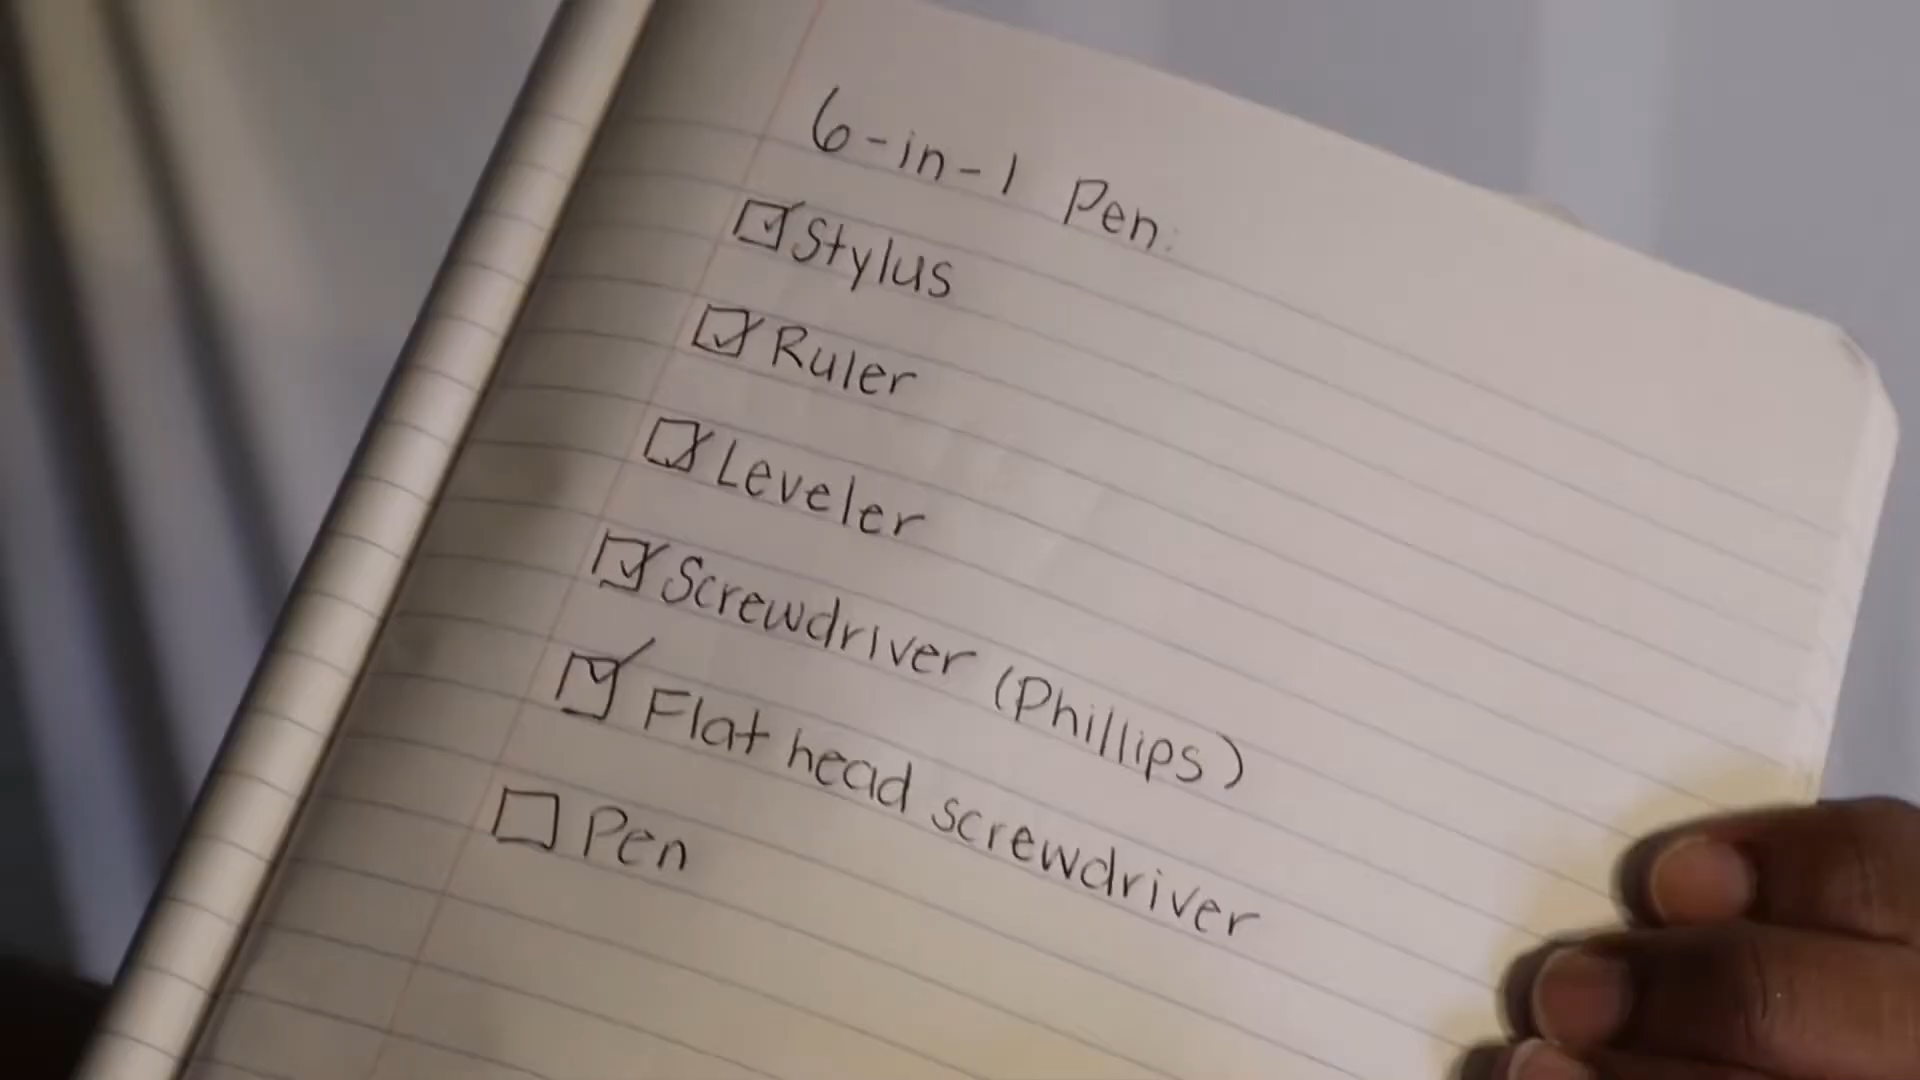 6-in-1 Pen:
☑ Stylus
☑ Ruler
☑ Leveler
☑ Screwdriver (Phillips)
☑ Flat head screwdriver
☐ Pen